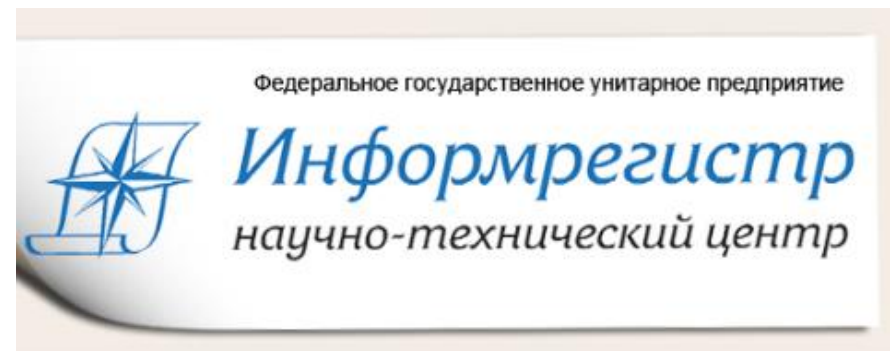 Федеральное государственное унитарное предприятие
Информрегистр
научно-технический центр